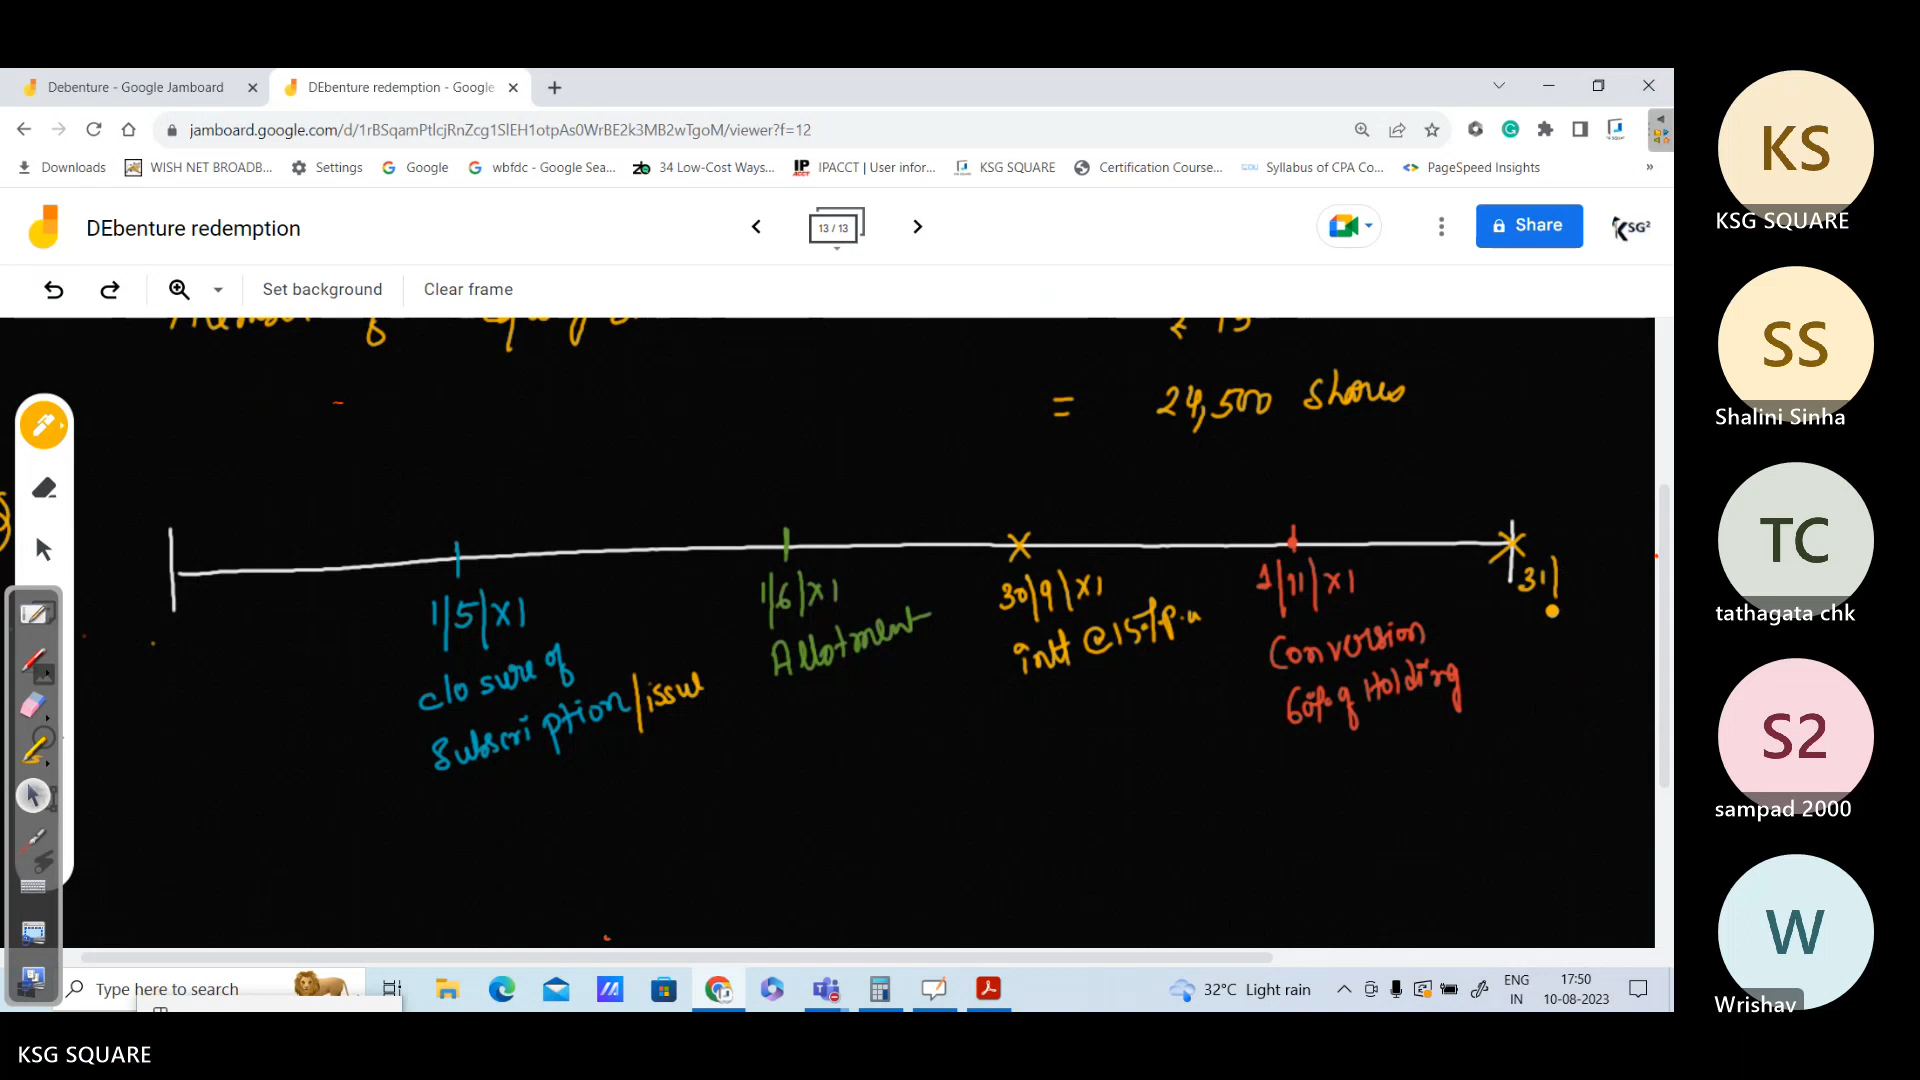 Debenture - Google Jamboard
DEbenture redemption - Google
jamboard.google.com/d/1rBSqamPtlcjRnZcg1SlEH1otpAs0WrBE2k3MB2wTgoM/viewer?f=12
Downloads
WISH NET BROADB...
Settings
Google
wbfdc - Google Sea...
34 Low-Cost Ways...
IPACCT | User infor...
KSG SQUARE
Certification Course...
Syllabus of CPA Co...
PageSpeed Insights
»
DEbenture redemption
13 / 13
Share
KSG²
Set background
Clear frame
= 24,500 Shares
1/5/X1
closure of
Subscription/issue
1/6/X1
Allotment
30/9/X1
intt @15%p.a
1/11/X1
Conversion
60% of Holding
31/
Type here to search
32°C Light rain
ENG
IN
17:50
10-08-2023
KS
KSG SQUARE
SS
Shalini Sinha
TC
tathagata chk
S2
sampad 2000
W
Wrishav
KSG SQUARE